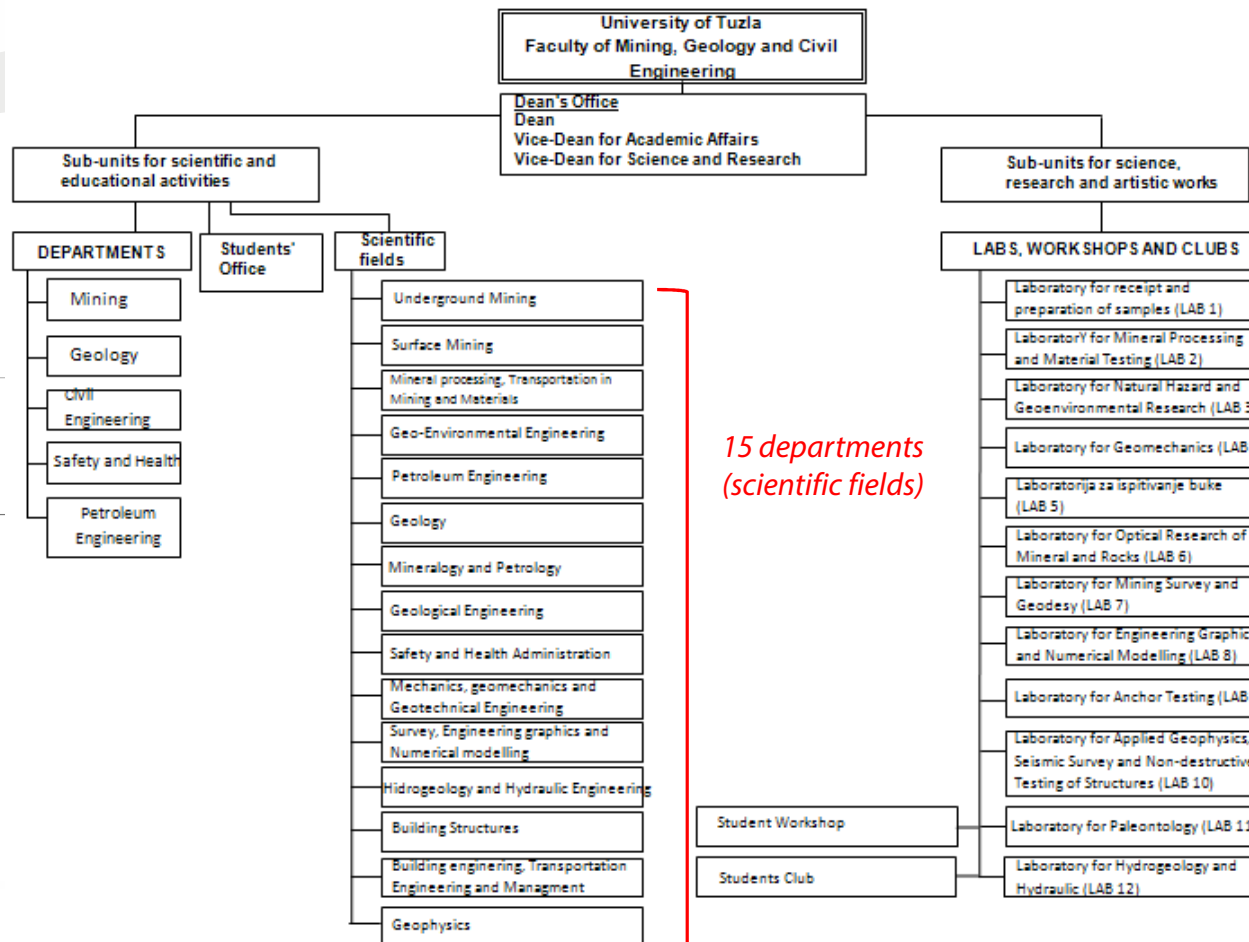 University of Tuzla
Faculty of Mining, Geology and Civil
Engineering
Dean's Office
Dean
Vice-Dean for Academic Affairs
Vice-Dean for Science and Research
Sub-units for scientific and
educational activities
Sub-units for science,
research and artistic works
DEPARTMENTS
Students'
Office
Scientific
fields
LABS, WORKSHOPS AND CLUBS
Mining
Geology
Civil
Engineering
Safety and Health
Petroleum
Engineering
Underground Mining
Surface Mining
Mineral processing, Transportation in
Mining and Materials
Geo-Environmental Engineering
Petroleum Engineering
Geology
Mineralogy and Petrology
Geological Engineering
Safety and Health Administration
Mechanics, geomechanics and
Geotechnical Engineering
Survey, Engineering graphics and
Numerical modelling
Hidrogeology and Hydraulic Engineering
Building Structures
Building enginering, Transportation
Engineering and Managment
Geophysics
15 departments
(scientific fields)
Laboratory for receipt and
preparation of samples (LAB 1)
LaboratorY for Mineral Processing
and Material Testing (LAB 2)
Laboratory for Natural Hazard and
Geoenvironmental Research (LAB 3
Laboratory for Geomechanics (LAB
Laboratorija za ispitivanje buke
(LAB 5)
Laboratory for Optical Research of
Mineral and Rocks (LAB 6)
Laboratory for Mining Survey and
Geodesy (LAB 7)
Laboratory for Engineering Graphic
and Numerical Modelling (LAB 8)
Laboratory for Anchor Testing (LAB
Laboratory for Applied Geophysics,
Seismic Survey and Non-destructive
Testing of Structures (LAB 10)
Laboratory for Paleontology (LAB 11
Laboratory for Hydrogeology and
Hydraulic (LAB 12)
Student Workshop
Students Club